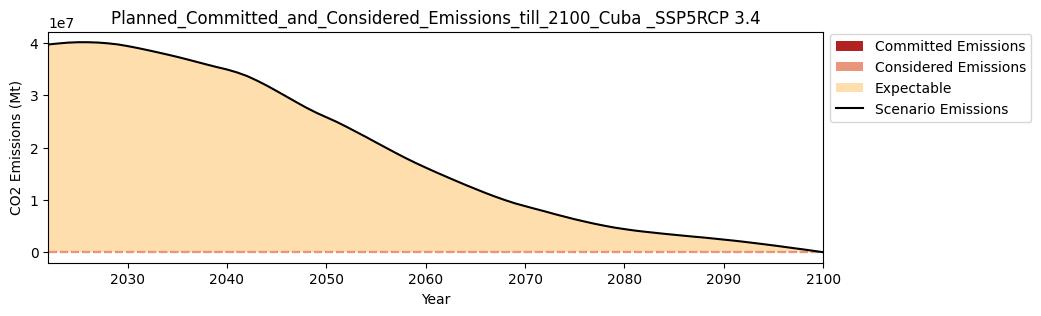 Planned_Committed_and_Considered_Emissions_till_2100_Cuba _SSP5RCP 3.4
1e7
4
3
2
1
0
CO2 Emissions (Mt)
2030 2040 2050 2060 2070 2080 2090 2100
Year
Committed Emissions
Considered Emissions
Expectable
Scenario Emissions